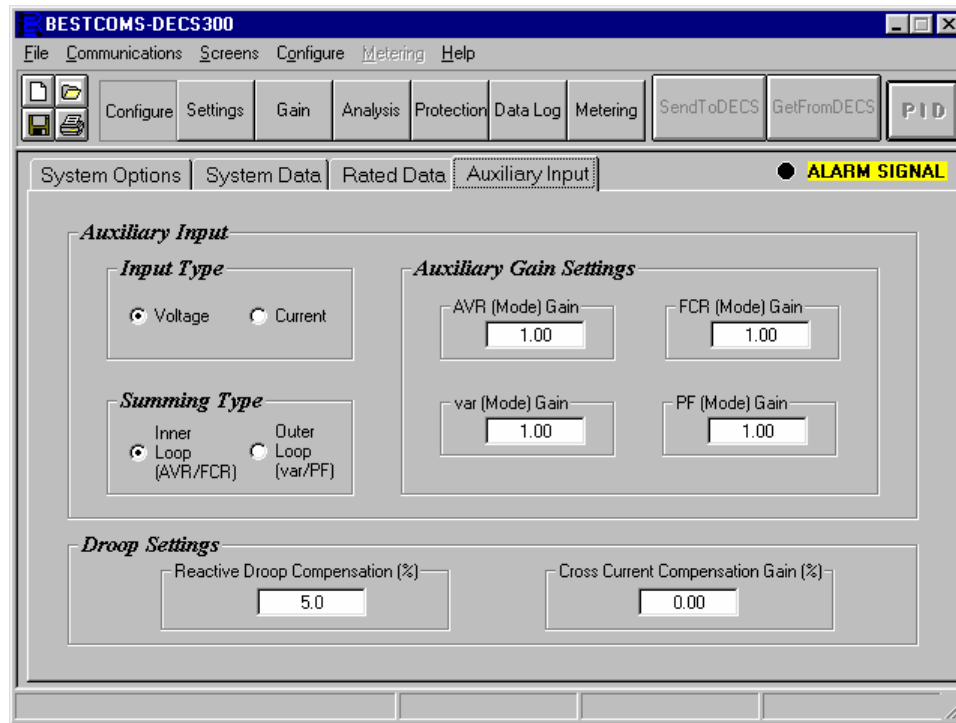 BESTCOMS-DECS300
File Communications Screens Configure Metering Help
Configure Settings Gain Analysis Protection Data Log Metering SendToDECS GetFromDECS PID
System Options System Data Rated Data Auxiliary Input ALARM SIGNAL
Auxiliary Input
Input Type
Voltage Current
Summing Type
Inner Loop (AVR/FCR)
Outer Loop (var/PF)
Auxiliary Gain Settings
AVR (Mode) Gain
1.00
FCR (Mode) Gain
1.00
var (Mode) Gain
1.00
PF (Mode) Gain
1.00
Droop Settings
Reactive Droop Compensation (%)
5.0
Cross Current Compensation Gain (%)
0.00